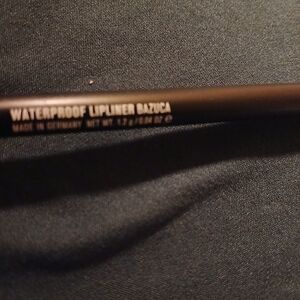 WATERPROOF LIPLINER BAZUCA
MADE IN GERMANY NET WT. 1.2 g / 0.04 OZ ℮